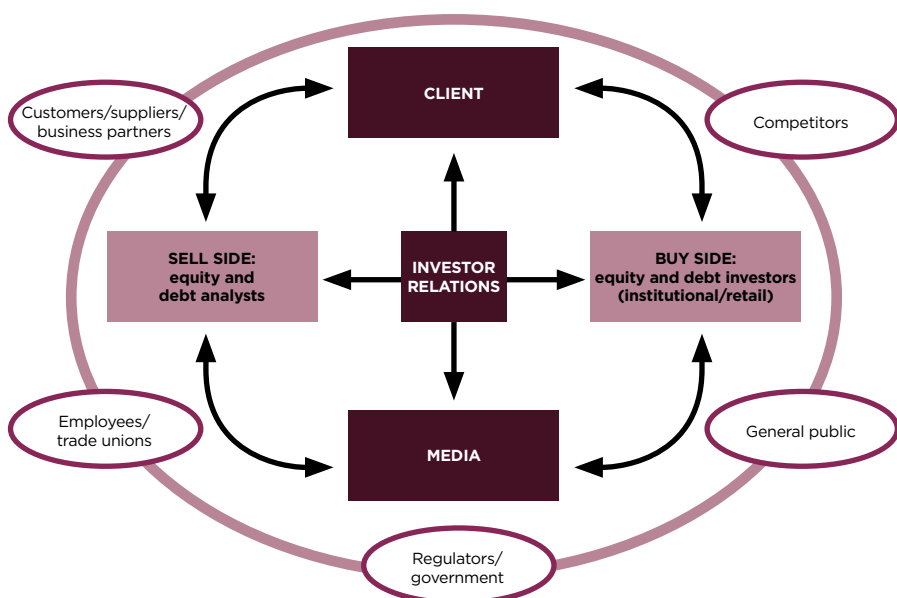 CLIENT
Customers/suppliers/
business partners
Competitors
SELL SIDE:
equity and
debt analysts
INVESTOR
RELATIONS
BUY SIDE:
equity and debt investors
(institutional/retail)
Employees/
trade unions
General public
MEDIA
Regulators/
government